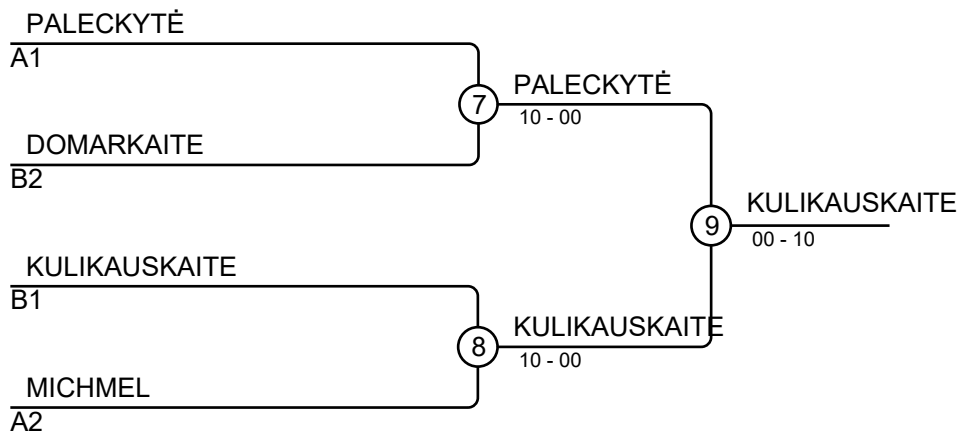 PALECKYTĖ
A1
7
PALECKYTĖ
10 - 00
DOMARKAITE
B2
9
KULIKAUSKAITE
00 - 10
KULIKAUSKAITE
B1
8
KULIKAUSKAITE
10 - 00
MICHMEL
A2